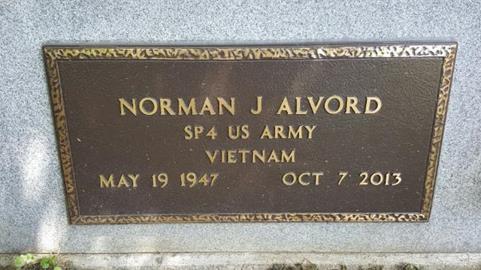 NORMAN J ALVORD
SP4 US ARMY
VIETNAM
MAY 19 1947 OCT 7 2013